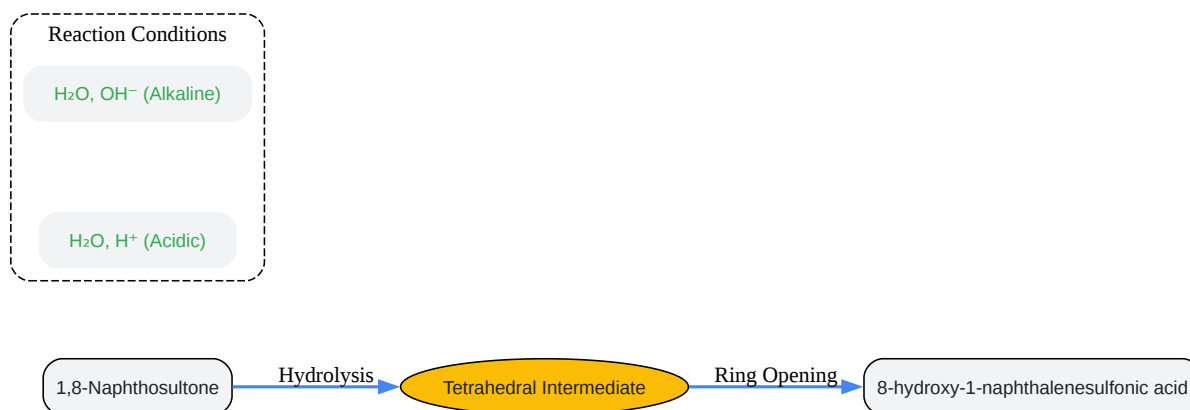 Reaction Conditions
H₂O, OH⁻ (Alkaline)
H₂O, H⁺ (Acidic)
1,8-Naphthosultone
Hydrolysis
Tetrahedral Intermediate
Ring Opening
8-hydroxy-1-naphthalenesulfonic acid